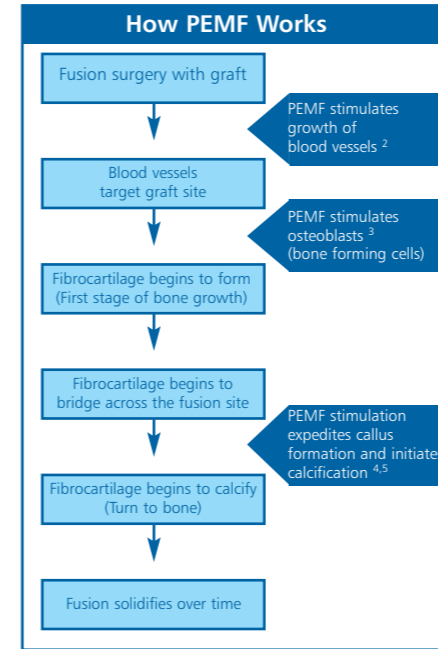 How PEMF Works
Fusion surgery with graft
PEMF stimulates
growth of
blood vessels 2
Blood vessels
target graft site
PEMF stimulates
osteoblasts 3
(bone forming cells)
Fibrocartilage begins to form
(First stage of bone growth)
Fibrocartilage begins to
bridge across the fusion site
PEMF stimulation
expedites callus
formation and initiate
calcification 4,5
Fibrocartilage begins to calcify
(Turn to bone)
Fusion solidifies over time